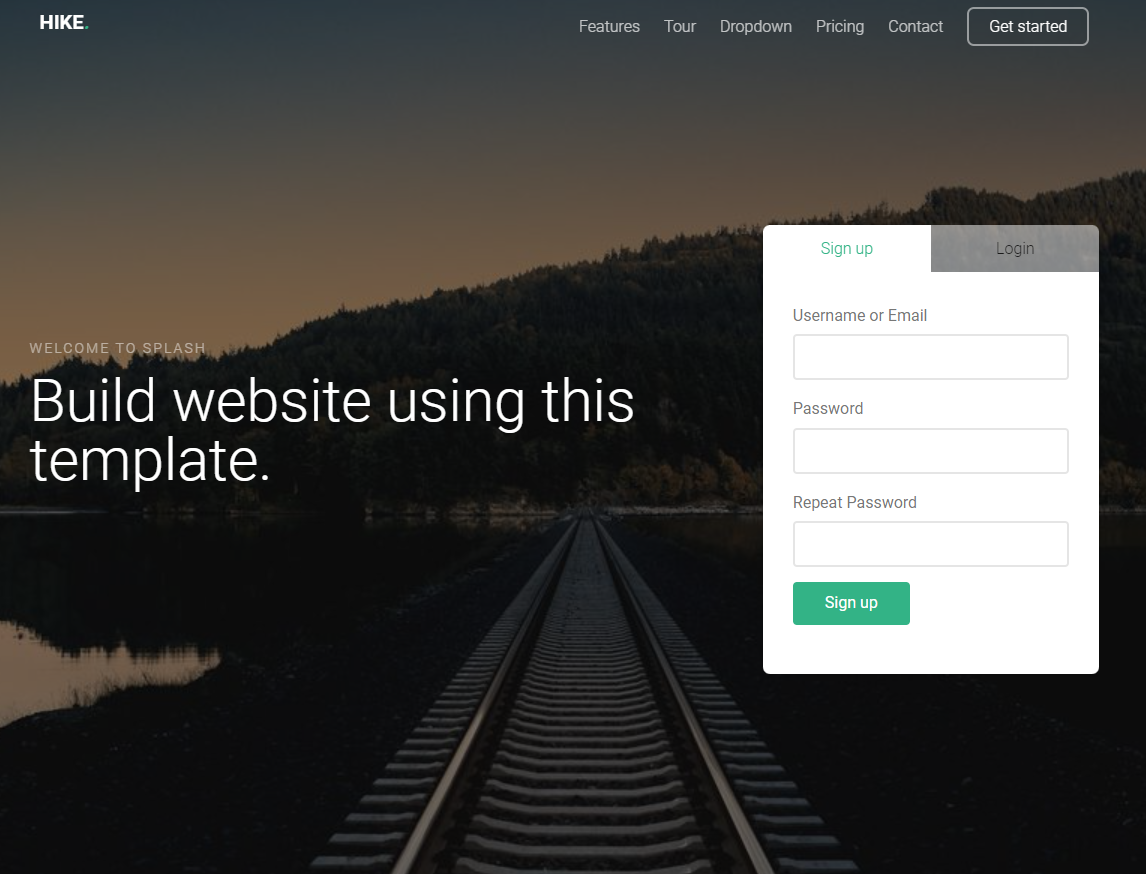 HIKE.
Features Tour Dropdown Pricing Contact Get started
Sign up Login
Username or Email
Password
Repeat Password
Sign up
WELCOME TO SPLASH
Build website using this
template.